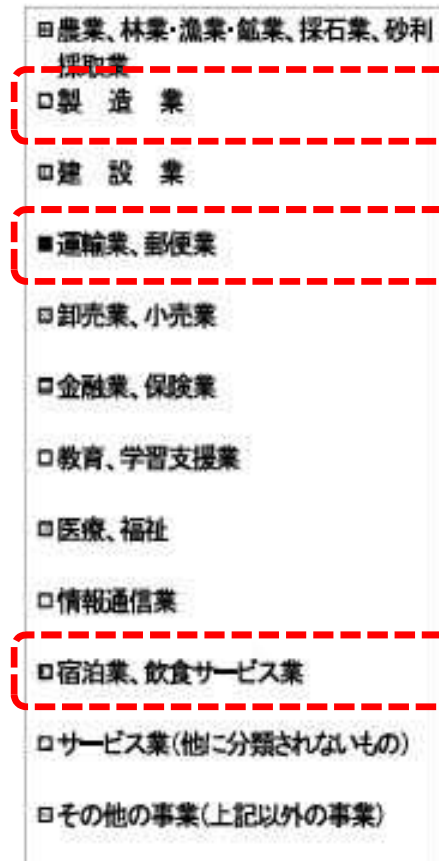 農業、林業・漁業・鉱業、採石業、砂利
採取業
製 造 業
建 設 業
運輸業、郵便業
卸売業、小売業
金融業、保険業
教育、学習支援業
医療、福祉
情報通信業
宿泊業、飲食サービス業
サービス業(他に分類されないもの)
その他の事業(上記以外の事業)